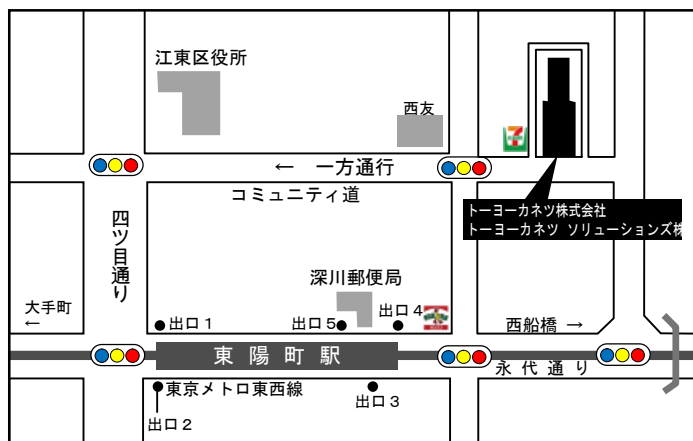 江東区役所
西友
7
← 一方通行
コミュニティ道
トーヨーカネツ株式会社
トーヨーカネツ ソリューションズ株
四ツ目通り
深川郵便局
大手町
←
出口1
出口5
出口4
西船橋 →
東陽町駅
永代通り
東京メトロ東西線
出口2
出口3